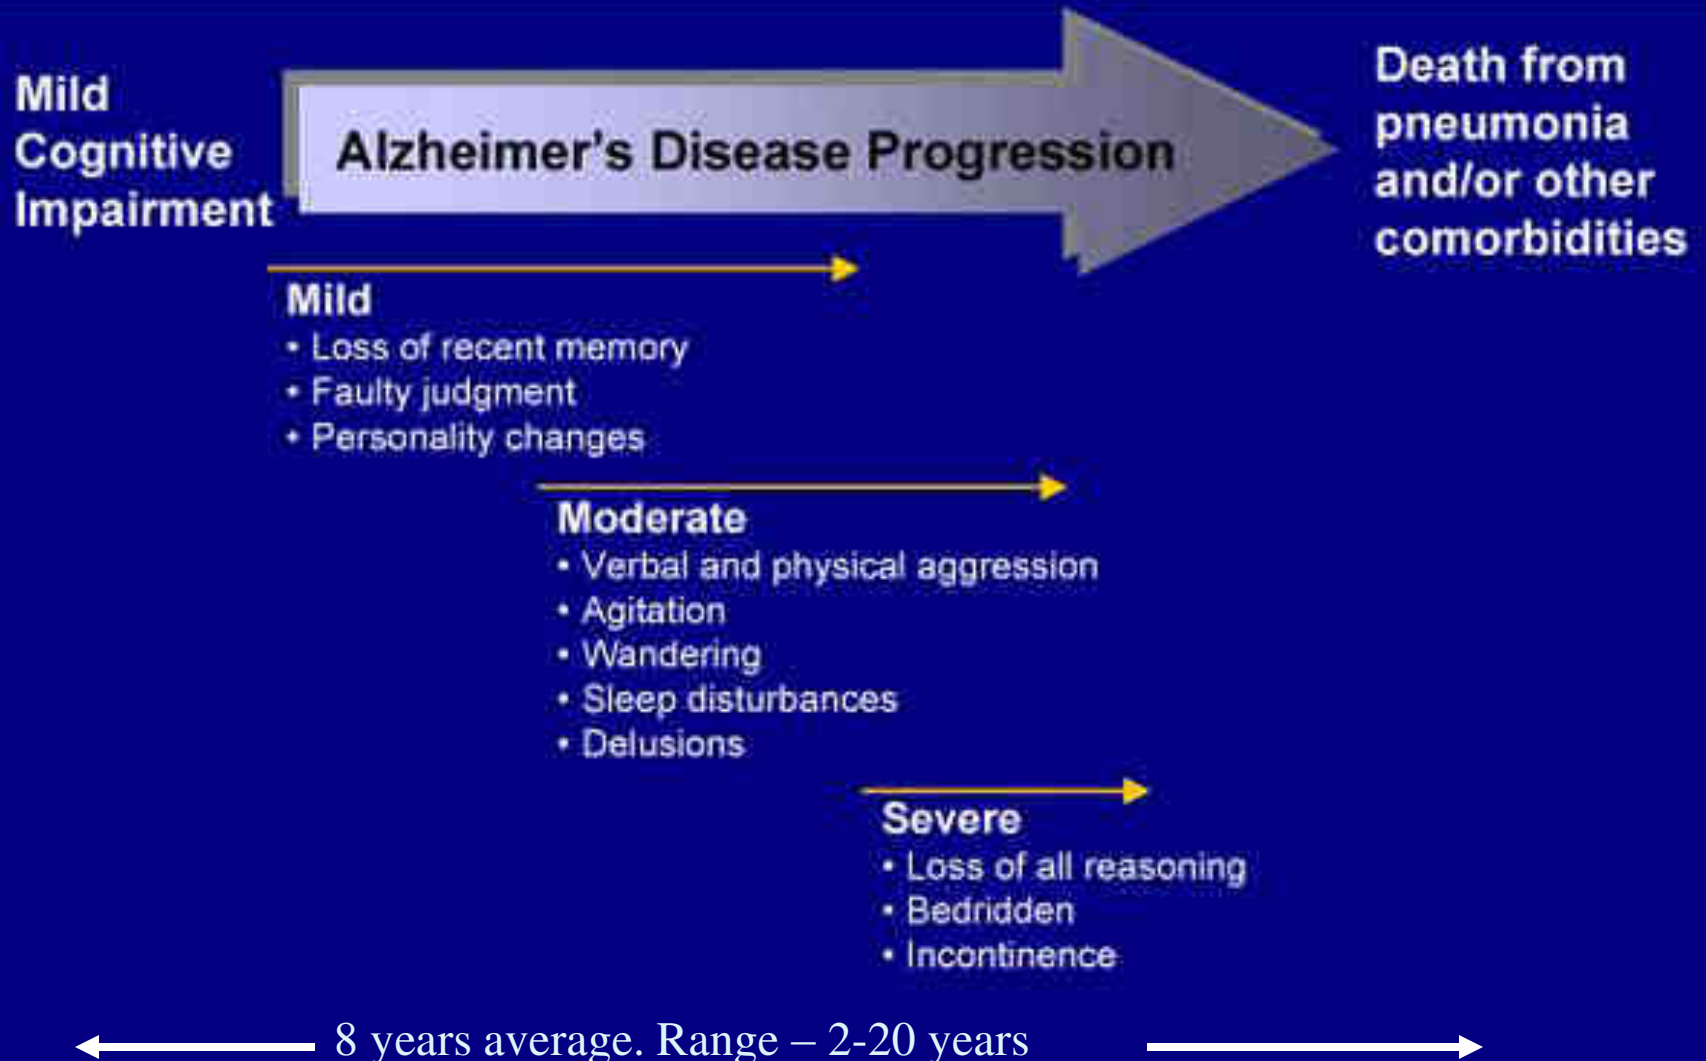 Mild
Cognitive
Impairment
Alzheimer's Disease Progression
Death from
pneumonia
and/or other
comorbidities
Mild
• Loss of recent memory
• Faulty judgment
• Personality changes
Moderate
• Verbal and physical aggression
• Agitation
• Wandering
• Sleep disturbances
• Delusions
Severe
• Loss of all reasoning
• Bedridden
• Incontinence
8 years average. Range – 2-20 years